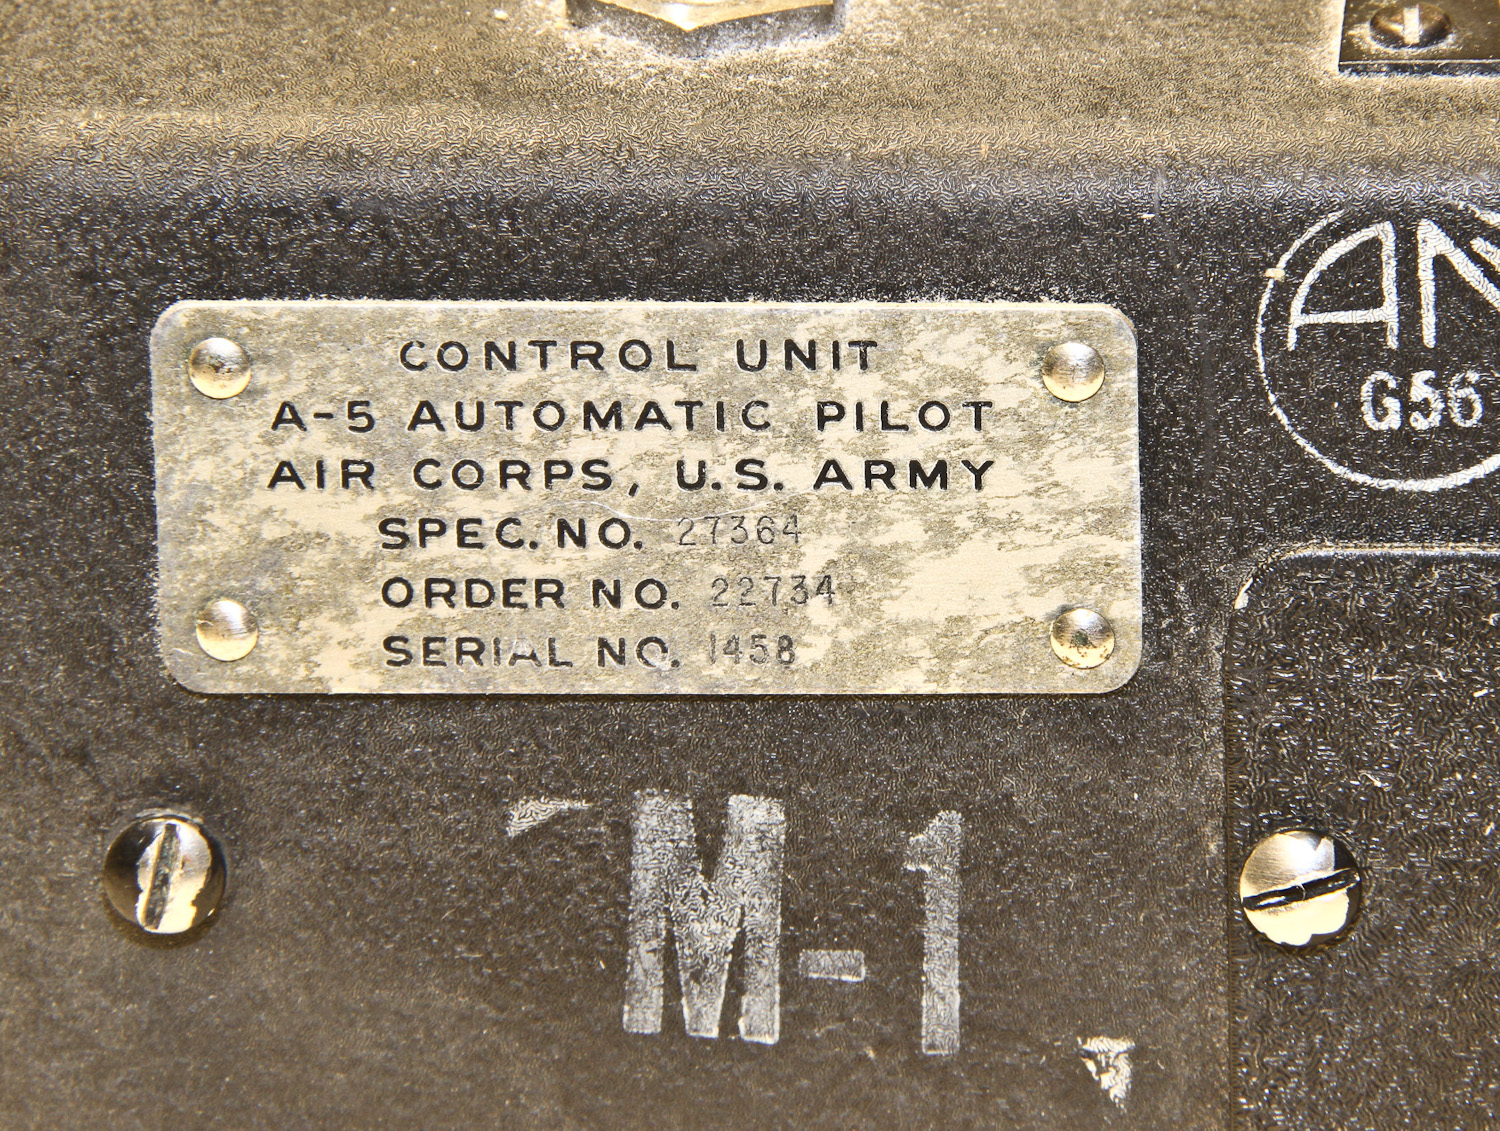 CONTROL UNIT
A-5 AUTOMATIC PILOT
AIR CORPS, U.S. ARMY
SPEC. NO. 27364
ORDER NO. 22734
SERIAL NO. 1458
AN
G56
M-1